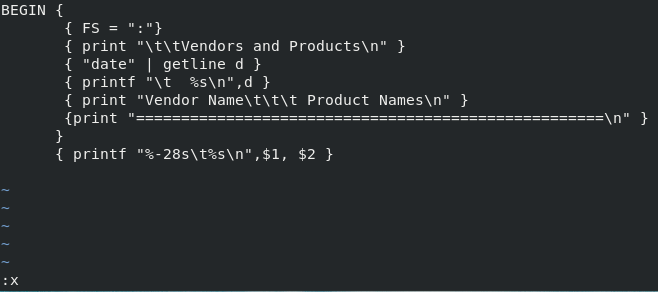 BEGIN {
{ FS = ":"}
{ print "\t\tVendors and Products\n" }
{ "date" | getline d }
{ printf "\t  %s\n",d }
{ print "Vendor Name\t\t\t Product Names\n" }
{print "====================================================\n" }
}
{ printf "%-28s\t%s\n",$1, $2 }
~
~
~
~
~
:x